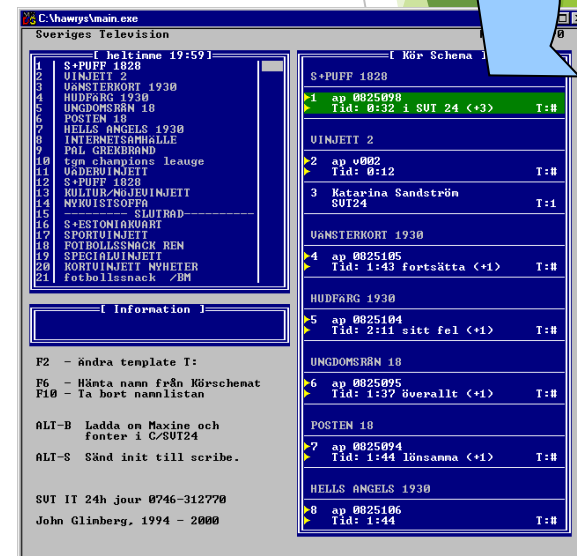 C:\hawrys\main.exe
Sveriges Television
0
[ heltimme 19:59]
1 S+PUFF 1828
2 VINJETT 2
3 VäNSTERKORT 1930
4 HUDFäRG 1930
5 UNGDOMSRåN 18
6 POSTEN 18
7 HELLS ANGELS 1930
8 INTERNETSAMHäLLE
9 PAL GREKBRAND
10 tgm champions leauge
11 VäDERVINJETT
12 S+PUFF 1828
13 KULTUR/NöJEVINJETT
14 NYKVISTSOFFA
15 --------- SLUTRAD---------
16 S+ESTONIAKVART
17 SPORTVINJETT
18 FOTBOLLSSNACK REN
19 SPECIALVINJETT
20 KORTVINJETT NYHETER
21 fotbollssnack /BM
[ Information ]
F2 - ändra template T:
F6 - Hämta namn från Körschemat
F10 - Ta bort namnlistan
ALT-B Ladda om Maxine och
fonter i C/SVT24
ALT-S Sänd init till scribe.
SVT IT 24h jour 0746-312770
John Glimberg, 1994 - 2000
[ Kör Schema ]
S+PUFF 1828
1 ap 0825098
Tid: 0:32 i SVT 24 (+3) T:#
VINJETT 2
2 ap v002
Tid: 0:12 T:#
3 Katarina Sandström
SVT24 T:1
VäNSTERKORT 1930
4 ap 0825105
Tid: 1:43 fortsätta (+1) T:#
HUDFäRG 1930
5 ap 0825104
Tid: 2:11 sitt fel (+1) T:#
UNGDOMSRåN 18
6 ap 0825095
Tid: 1:37 överallt (+1) T:#
POSTEN 18
7 ap 0825094
Tid: 1:44 lönsamma (+1) T:#
HELLS ANGELS 1930
8 ap 0825106
Tid: 1:44 T:#